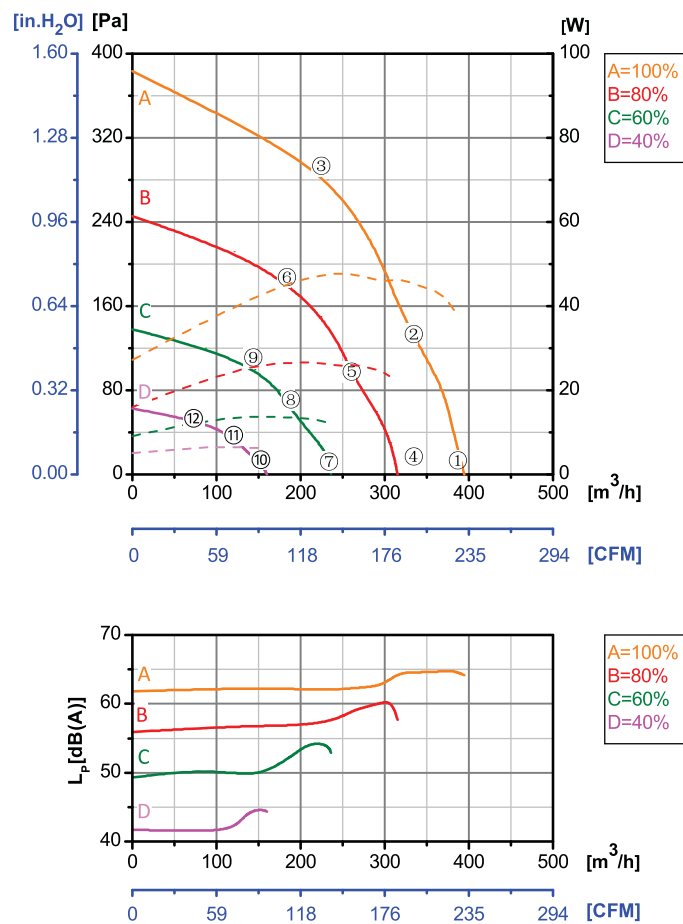 [in.H2O] [Pa] [W]
1.60 400 100
A
A=100%
B=80%
C=60%
D=40%
1.28 320 80
③
B
0.96 240 60
⑥
0.64 160 40
C
②
⑨
⑤
0.32 80 20
D
⑧
⑫
⑪
⑩ ⑦ ④ ①
0.00 0 0
0 100 200 300 400 500 [m3/h]
0 59 118 176 235 294 [CFM]
70
A=100%
B=80%
C=60%
D=40%
A
60
B
LP[dB(A)]
C
50
D
40
0 100 200 300 400 500 [m3/h]
0 59 118 176 235 294 [CFM]